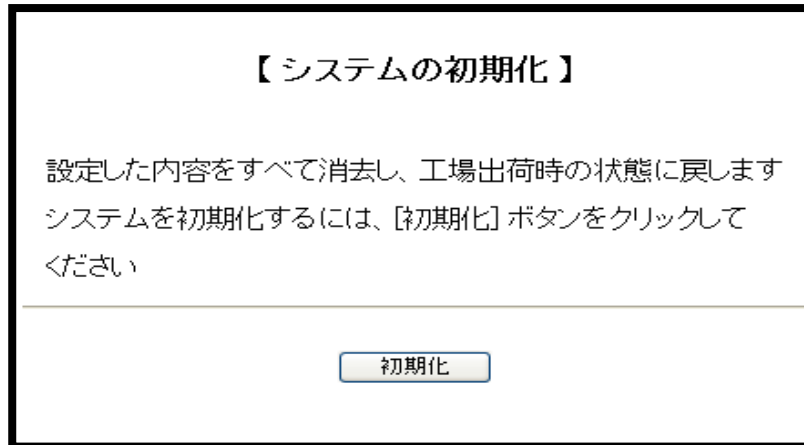 【 システムの初期化 】
設定した内容をすべて消去し、工場出荷時の状態に戻します
システムを初期化するには、[初期化] ボタンをクリックして
ください
初期化